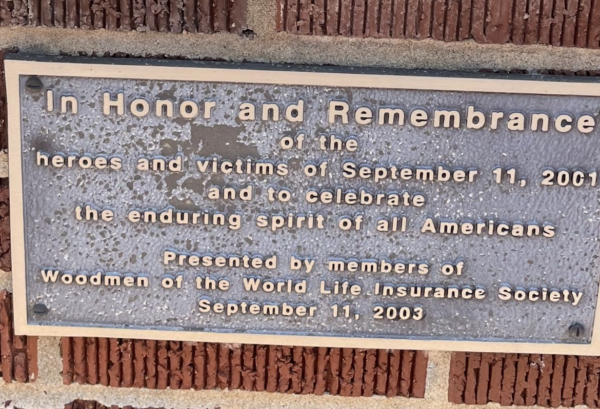 In Honor and Remembrance
of the
heroes and victims of September 11, 2001
and to celebrate
the enduring spirit of all Americans
Presented by members of
Woodmen of the World Life Insurance Society
September 11, 2003